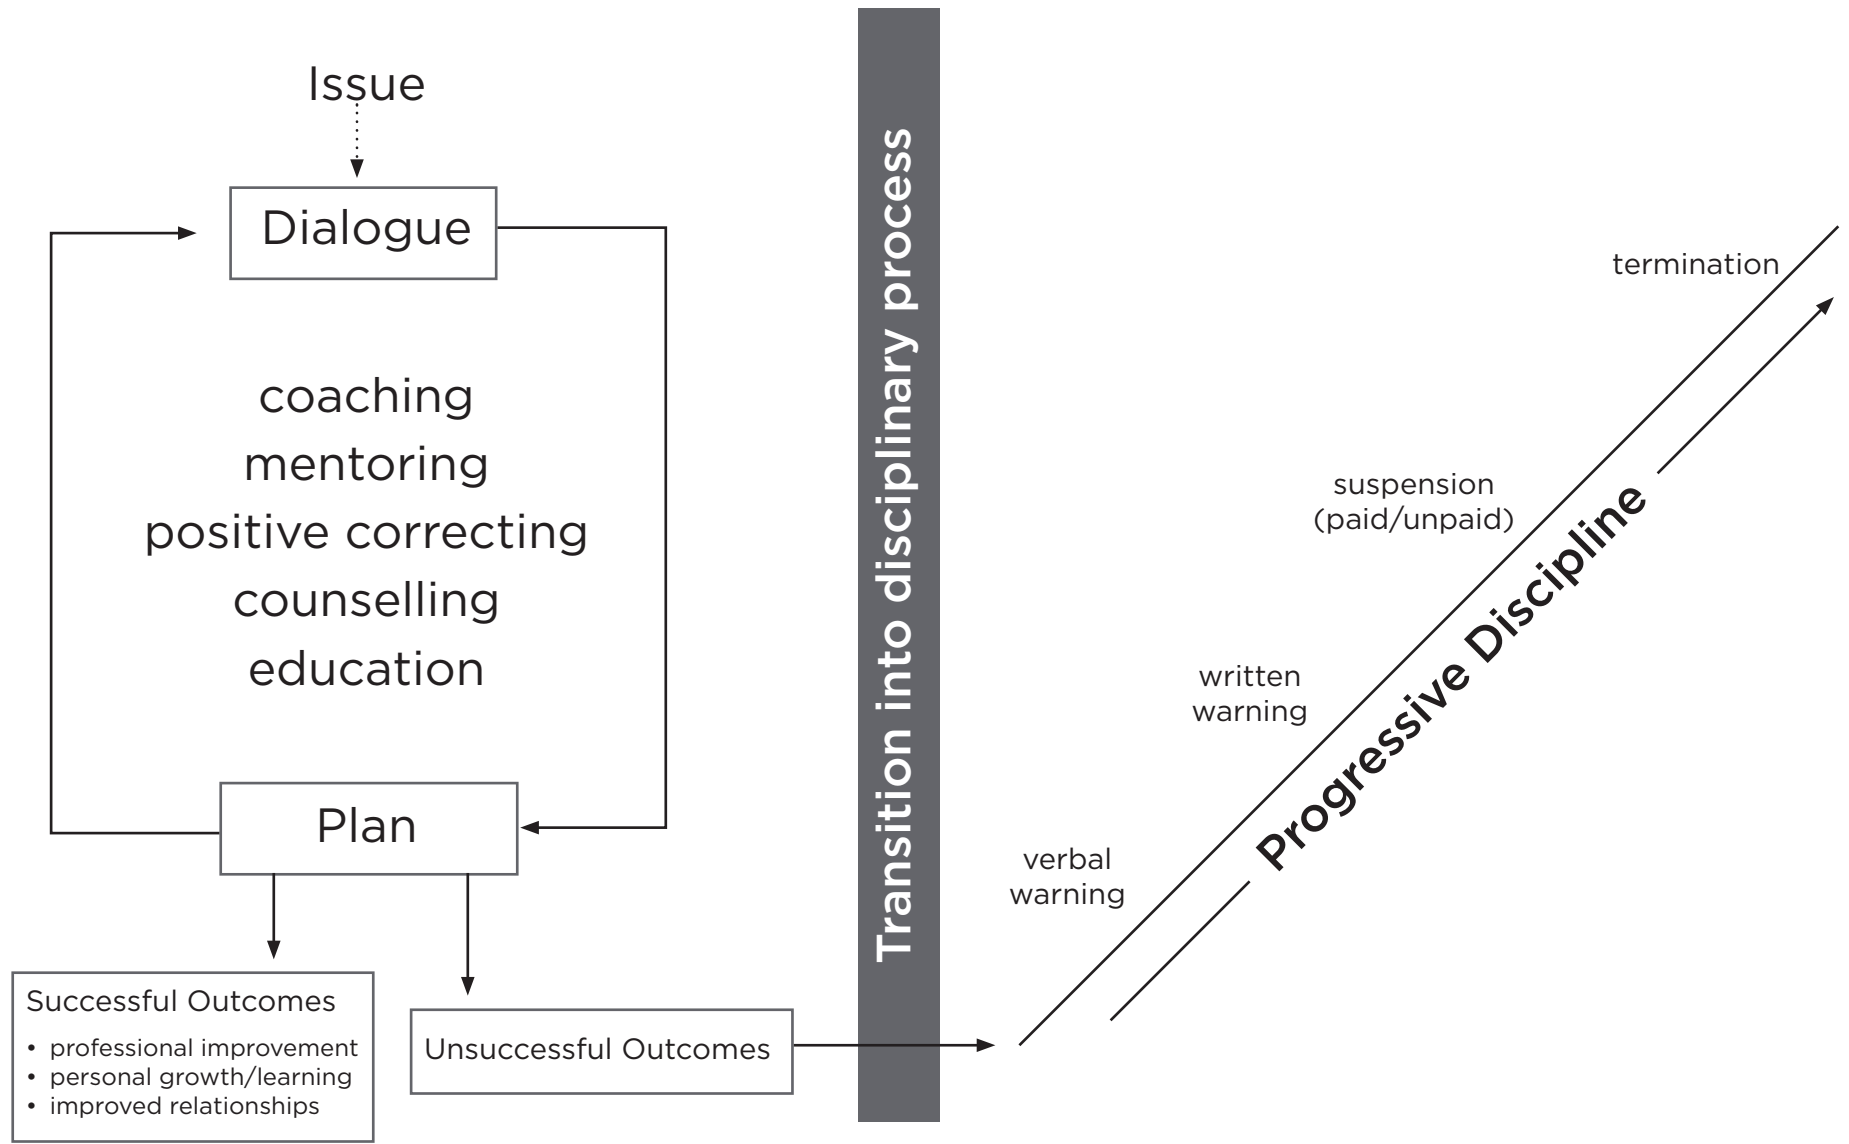 Issue
Dialogue
coaching
mentoring
positive correcting
counselling
education
Plan
Successful Outcomes
• professional improvement
• personal growth/learning
• improved relationships
Unsuccessful Outcomes
Transition into disciplinary process
verbal
warning
written
warning
suspension
(paid/unpaid)
termination
Progressive Discipline